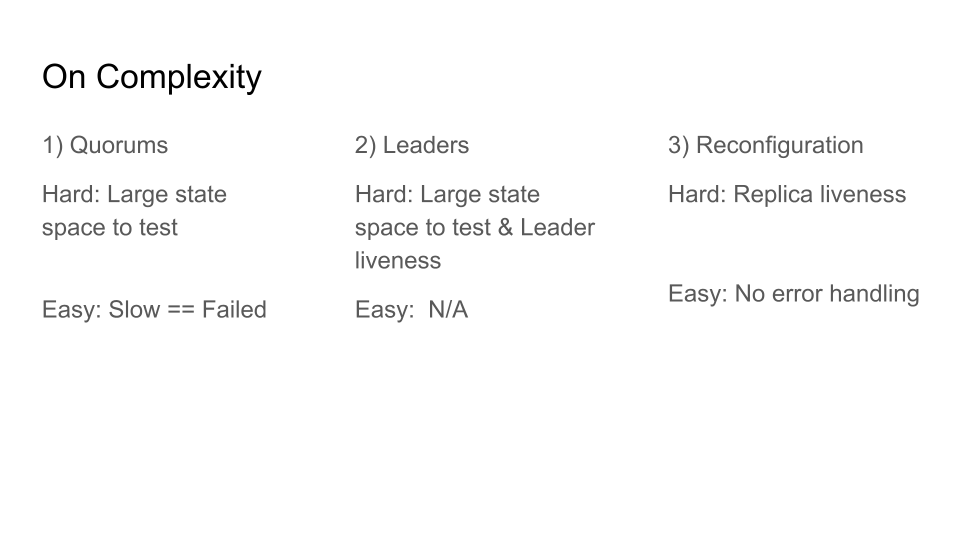 On Complexity
1) Quorums
Hard: Large state
space to test
Easy: Slow == Failed
2) Leaders
Hard: Large state
space to test & Leader
liveness
Easy:  N/A
3) Reconfiguration
Hard: Replica liveness
Easy: No error handling